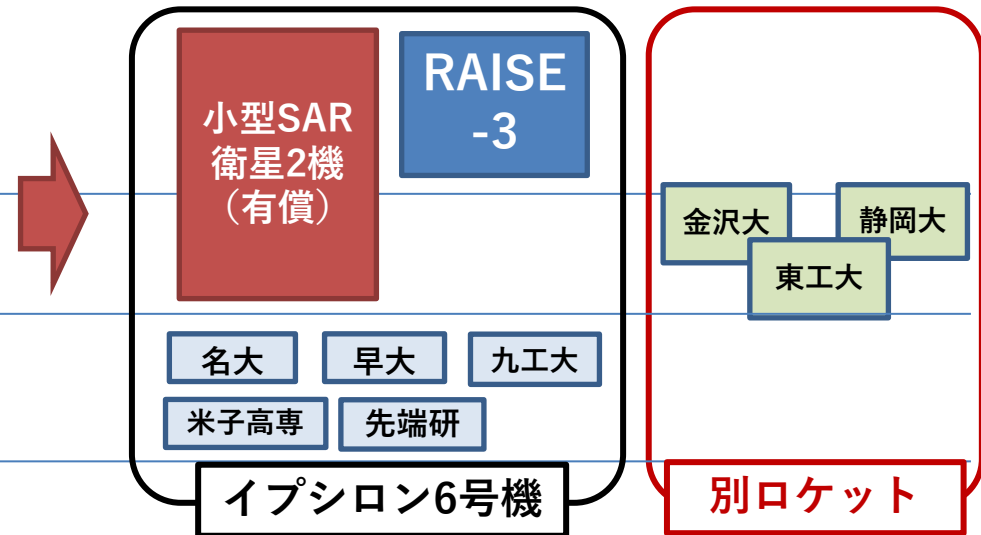 小型SAR
衛星2機
（有償）
RAISE
-3
金沢大
静岡大
東工大
名大
早大
九工大
米子高専
先端研
イプシロン6号機
別ロケット